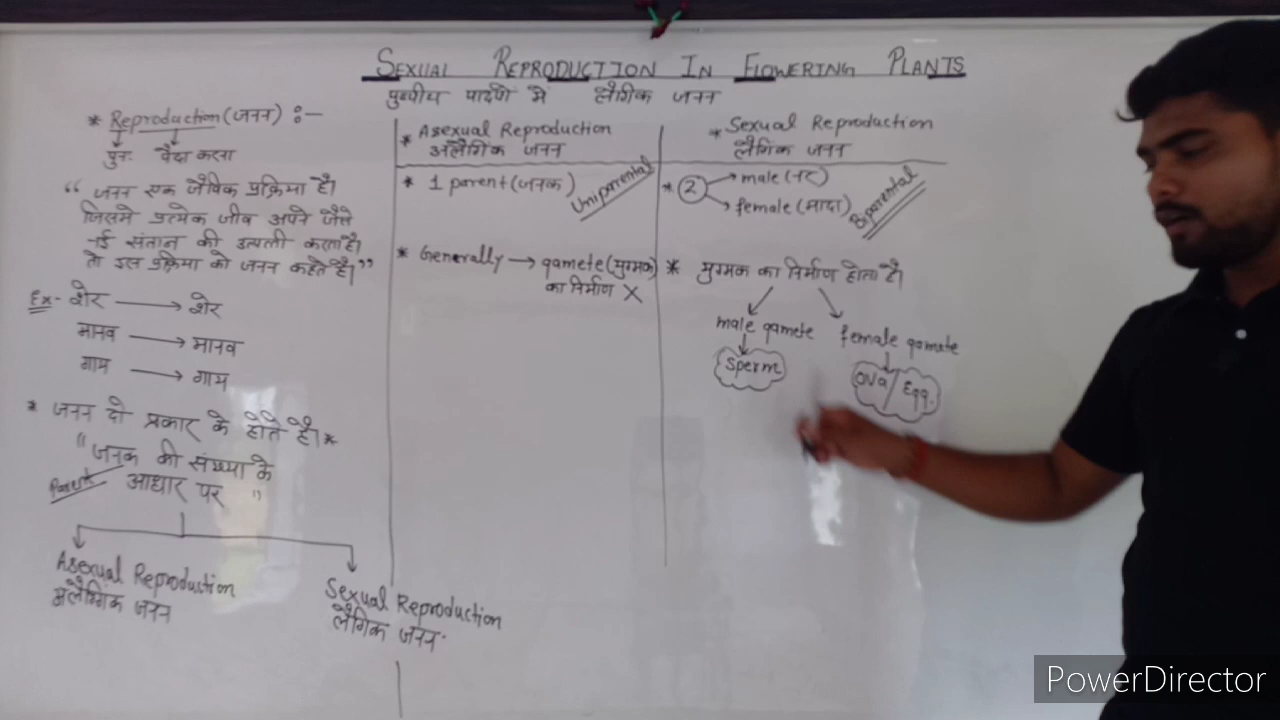 SEXUAL REPRODUCTION IN FLOWERING PLANTS
पुष्पीय पादपों में लैंगिक जनन
* Reproduction (जनन) :-
पुनः पैदा करना
“ जनन एक जैविक प्रक्रिया है।
जिसमे प्रत्येक जीव अपने जैसे
नई संतान की उत्पत्ती करता है।
तो इस प्रक्रिया को जनन कहते है। ”
Ex- शेर → शेर
मानव → मानव
गाय → गाय
* जनन दो प्रकार के होते है। *
“ जनक की संख्या के
Parent आधार पर ”
Asexual Reproduction
अलैंगिक जनन
Sexual Reproduction
लैंगिक जनन
* Asexual Reproduction
अलैंगिक जनन
* 1 parent (जनक) Uniparental
* Generally → gamete (युग्मक)
का निर्माण X
* Sexual Reproduction
लैंगिक जनन
* 2 → male (नर)
→ female (मादा) Biparental
* युग्मक का निर्माण होता है।
male gamete female gamete
Sperm Ova/Egg.
PowerDirector